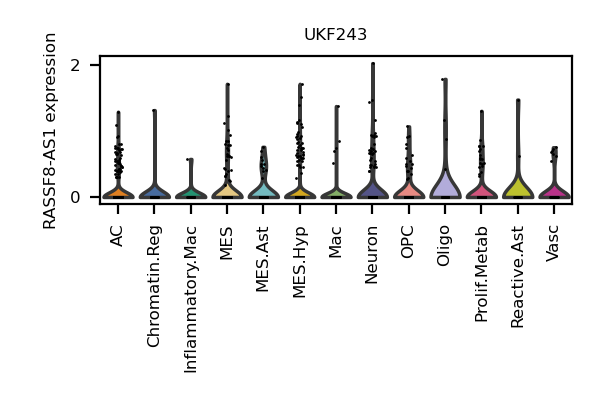 UKF243
RASSF8-AS1 expression
2
0
AC
Chromatin.Reg
Inflammatory.Mac
MES
MES.Ast
MES.Hyp
Mac
Neuron
OPC
Oligo
Prolif.Metab
Reactive.Ast
Vasc